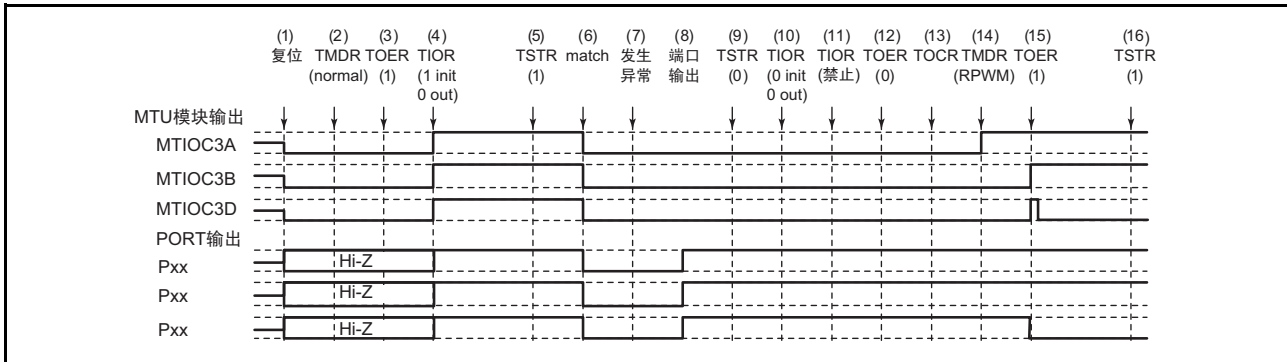 (1) (2) (3) (4) (5) (6) (7) (8) (9) (10) (11) (12) (13) (14) (15) (16)
复位 TMDR TOER TIOR TSTR match 发生 端口 TSTR TIOR TIOR TOER TOCR TMDR TOER TSTR
(normal) (1) (1 init (1) 异常 输出 (0) (0 init (禁止) (0) (RPWM) (1) (1)
0 out) 0 out)
MTU模块输出
MTIOC3A
MTIOC3B
MTIOC3D
PORT输出
Pxx Hi-Z
Pxx Hi-Z
Pxx Hi-Z